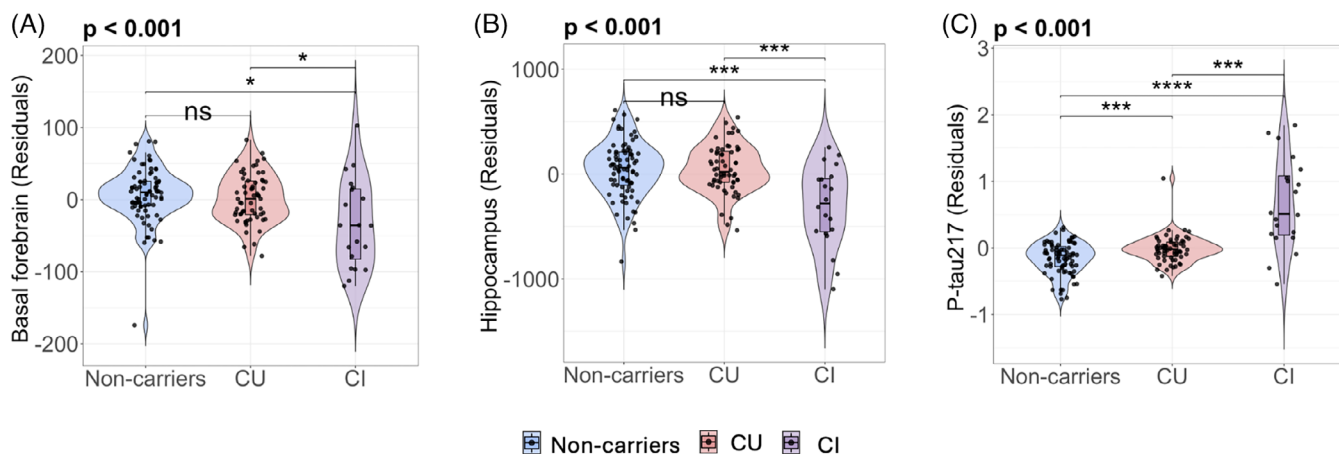 (A) p < 0.001
Basal forebrain (Residuals)
200
100
0
-100
-200
*
*
ns
Non-carriers CU CI
(B) p < 0.001
Hippocampus (Residuals)
1000
0
-1000
***
***
ns
Non-carriers CU CI
(C) p < 0.001
P-tau217 (Residuals)
3
2
1
0
-1
***
****
***
Non-carriers CU CI
Non-carriers CU CI